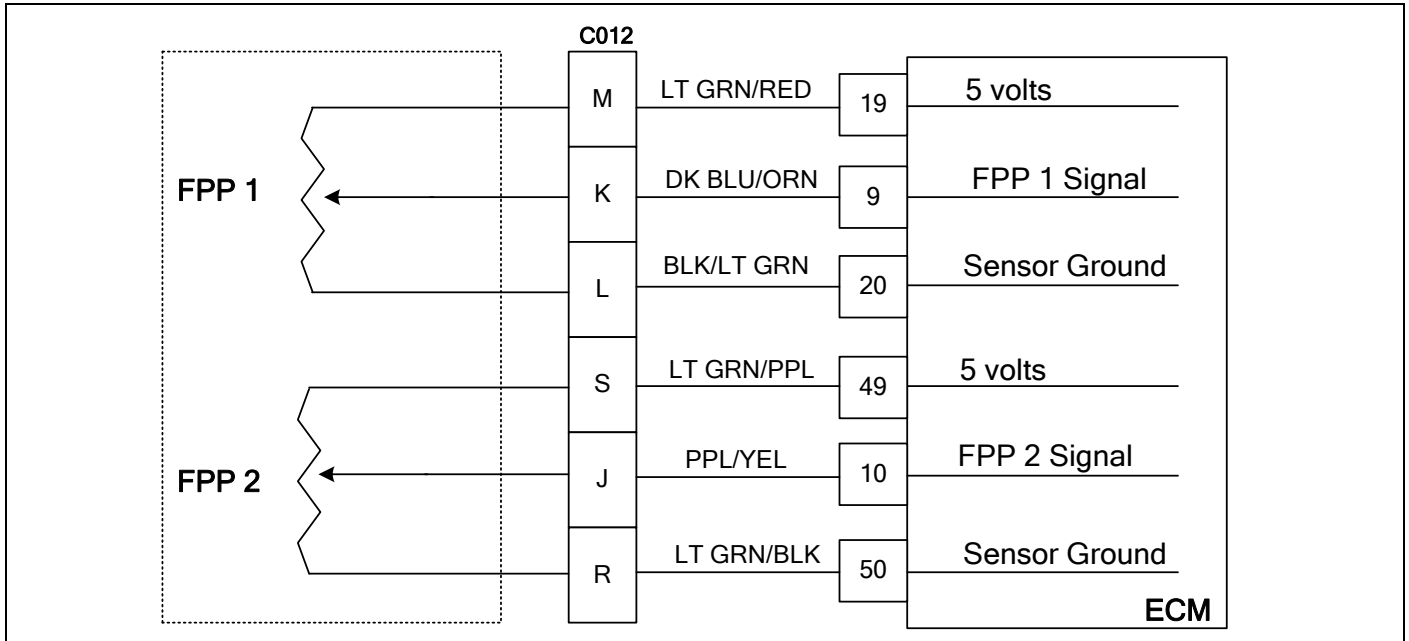 C012
M LT GRN/RED 19 5 volts
FPP 1 K DK BLU/ORN 9 FPP 1 Signal
L BLK/LT GRN 20 Sensor Ground
S LT GRN/PPL 49 5 volts
FPP 2 J PPL/YEL 10 FPP 2 Signal
R LT GRN/BLK 50 Sensor Ground
ECM